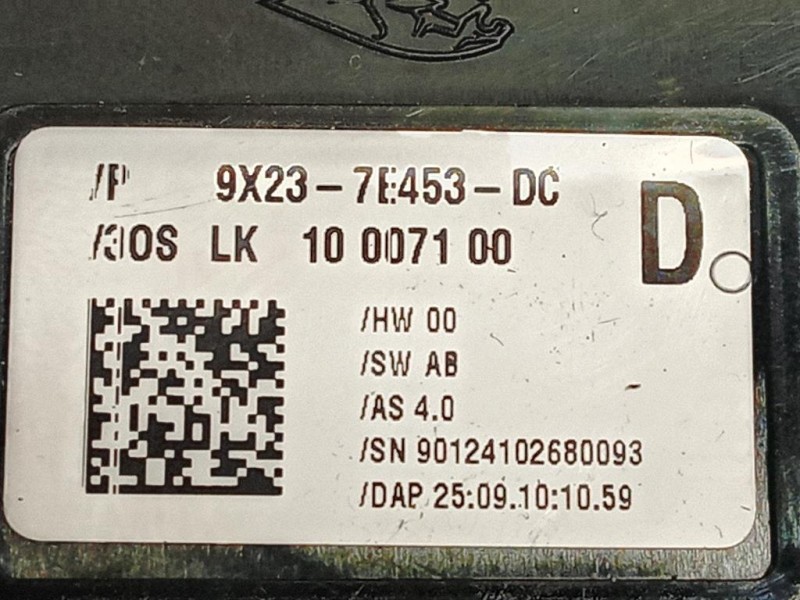 /P 9X23-7E453-DC
D
/3OS LK 10 0071 00
/HW 00
/SW AB
/AS 4.0
/SN 90124102680093
/DAP 25:09.10:10.59